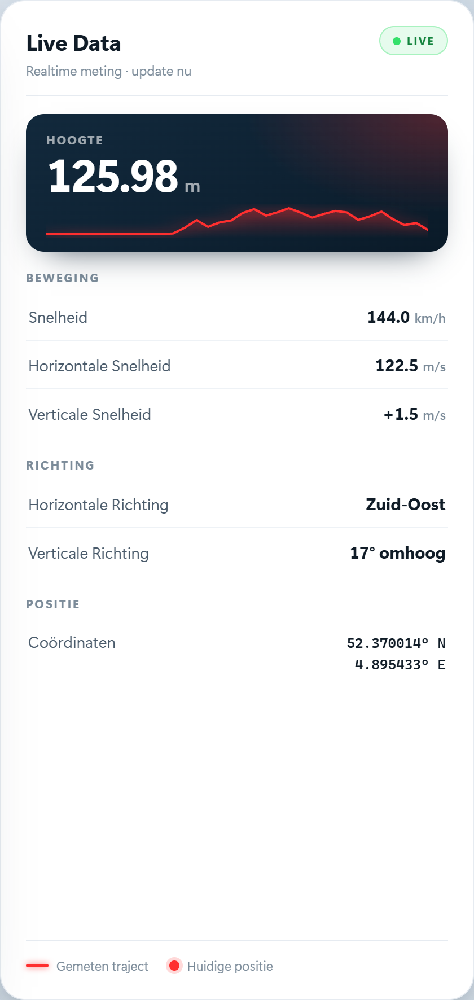 Live Data
LIVE
Realtime meting · update nu
HOOGTE
125.98 m
BEWEGING
Snelheid 144.0 km/h
Horizontale Snelheid 122.5 m/s
Verticale Snelheid +1.5 m/s
RICHTING
Horizontale Richting Zuid-Oost
Verticale Richting 17° omhoog
POSITIE
Coördinaten 52.370014° N
4.895433° E
Gemeten traject Huidige positie